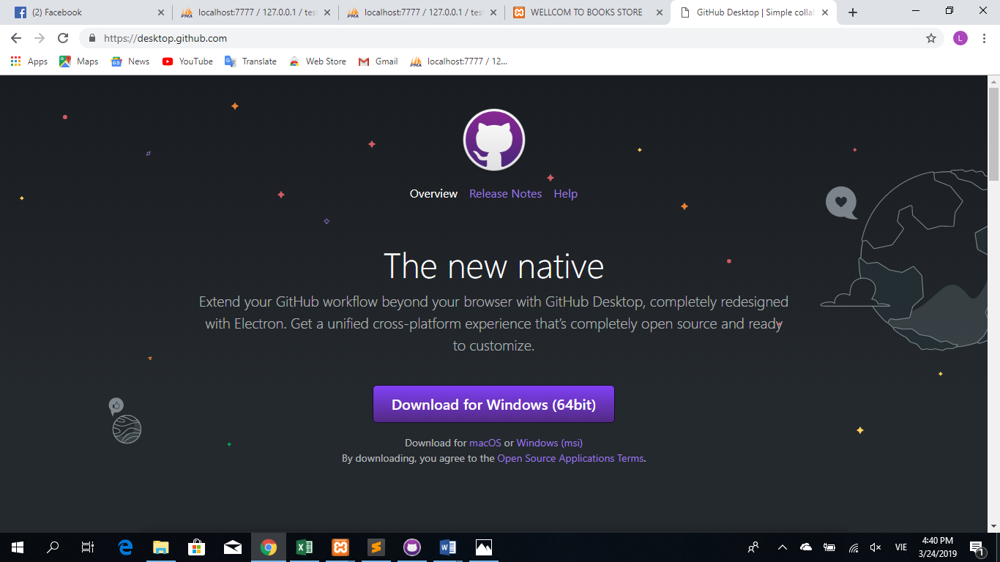 (2) Facebook
localhost:7777 / 127.0.0.1 / tes
localhost:7777 / 127.0.0.1 / tes
WELLCOM TO BOOKS STORE
GitHub Desktop | Simple collab
https://desktop.github.com
L
Apps
Maps
News
YouTube
Translate
Web Store
Gmail
localhost:7777 / 12...
Overview
Release Notes
Help
The new native
Extend your GitHub workflow beyond your browser with GitHub Desktop, completely redesigned
with Electron. Get a unified cross-platform experience that's completely open source and ready
to customize.
Download for Windows (64bit)
Download for macOS or Windows (msi)
By downloading, you agree to the Open Source Applications Terms.
VIE
4:40 PM
3/24/2019
1